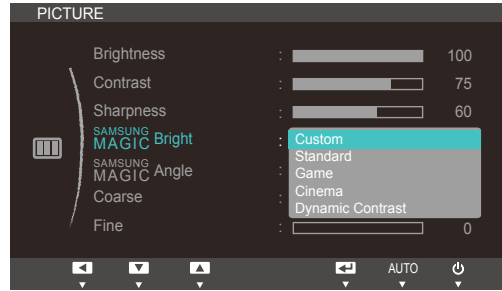 PICTURE
Brightness : 100
Contrast : 75
Sharpness : 60
SAMSUNG MAGIC Bright : Custom
Standard
SAMSUNG MAGIC Angle : Game
Cinema
Coarse : Dynamic Contrast
Fine : 0
AUTO